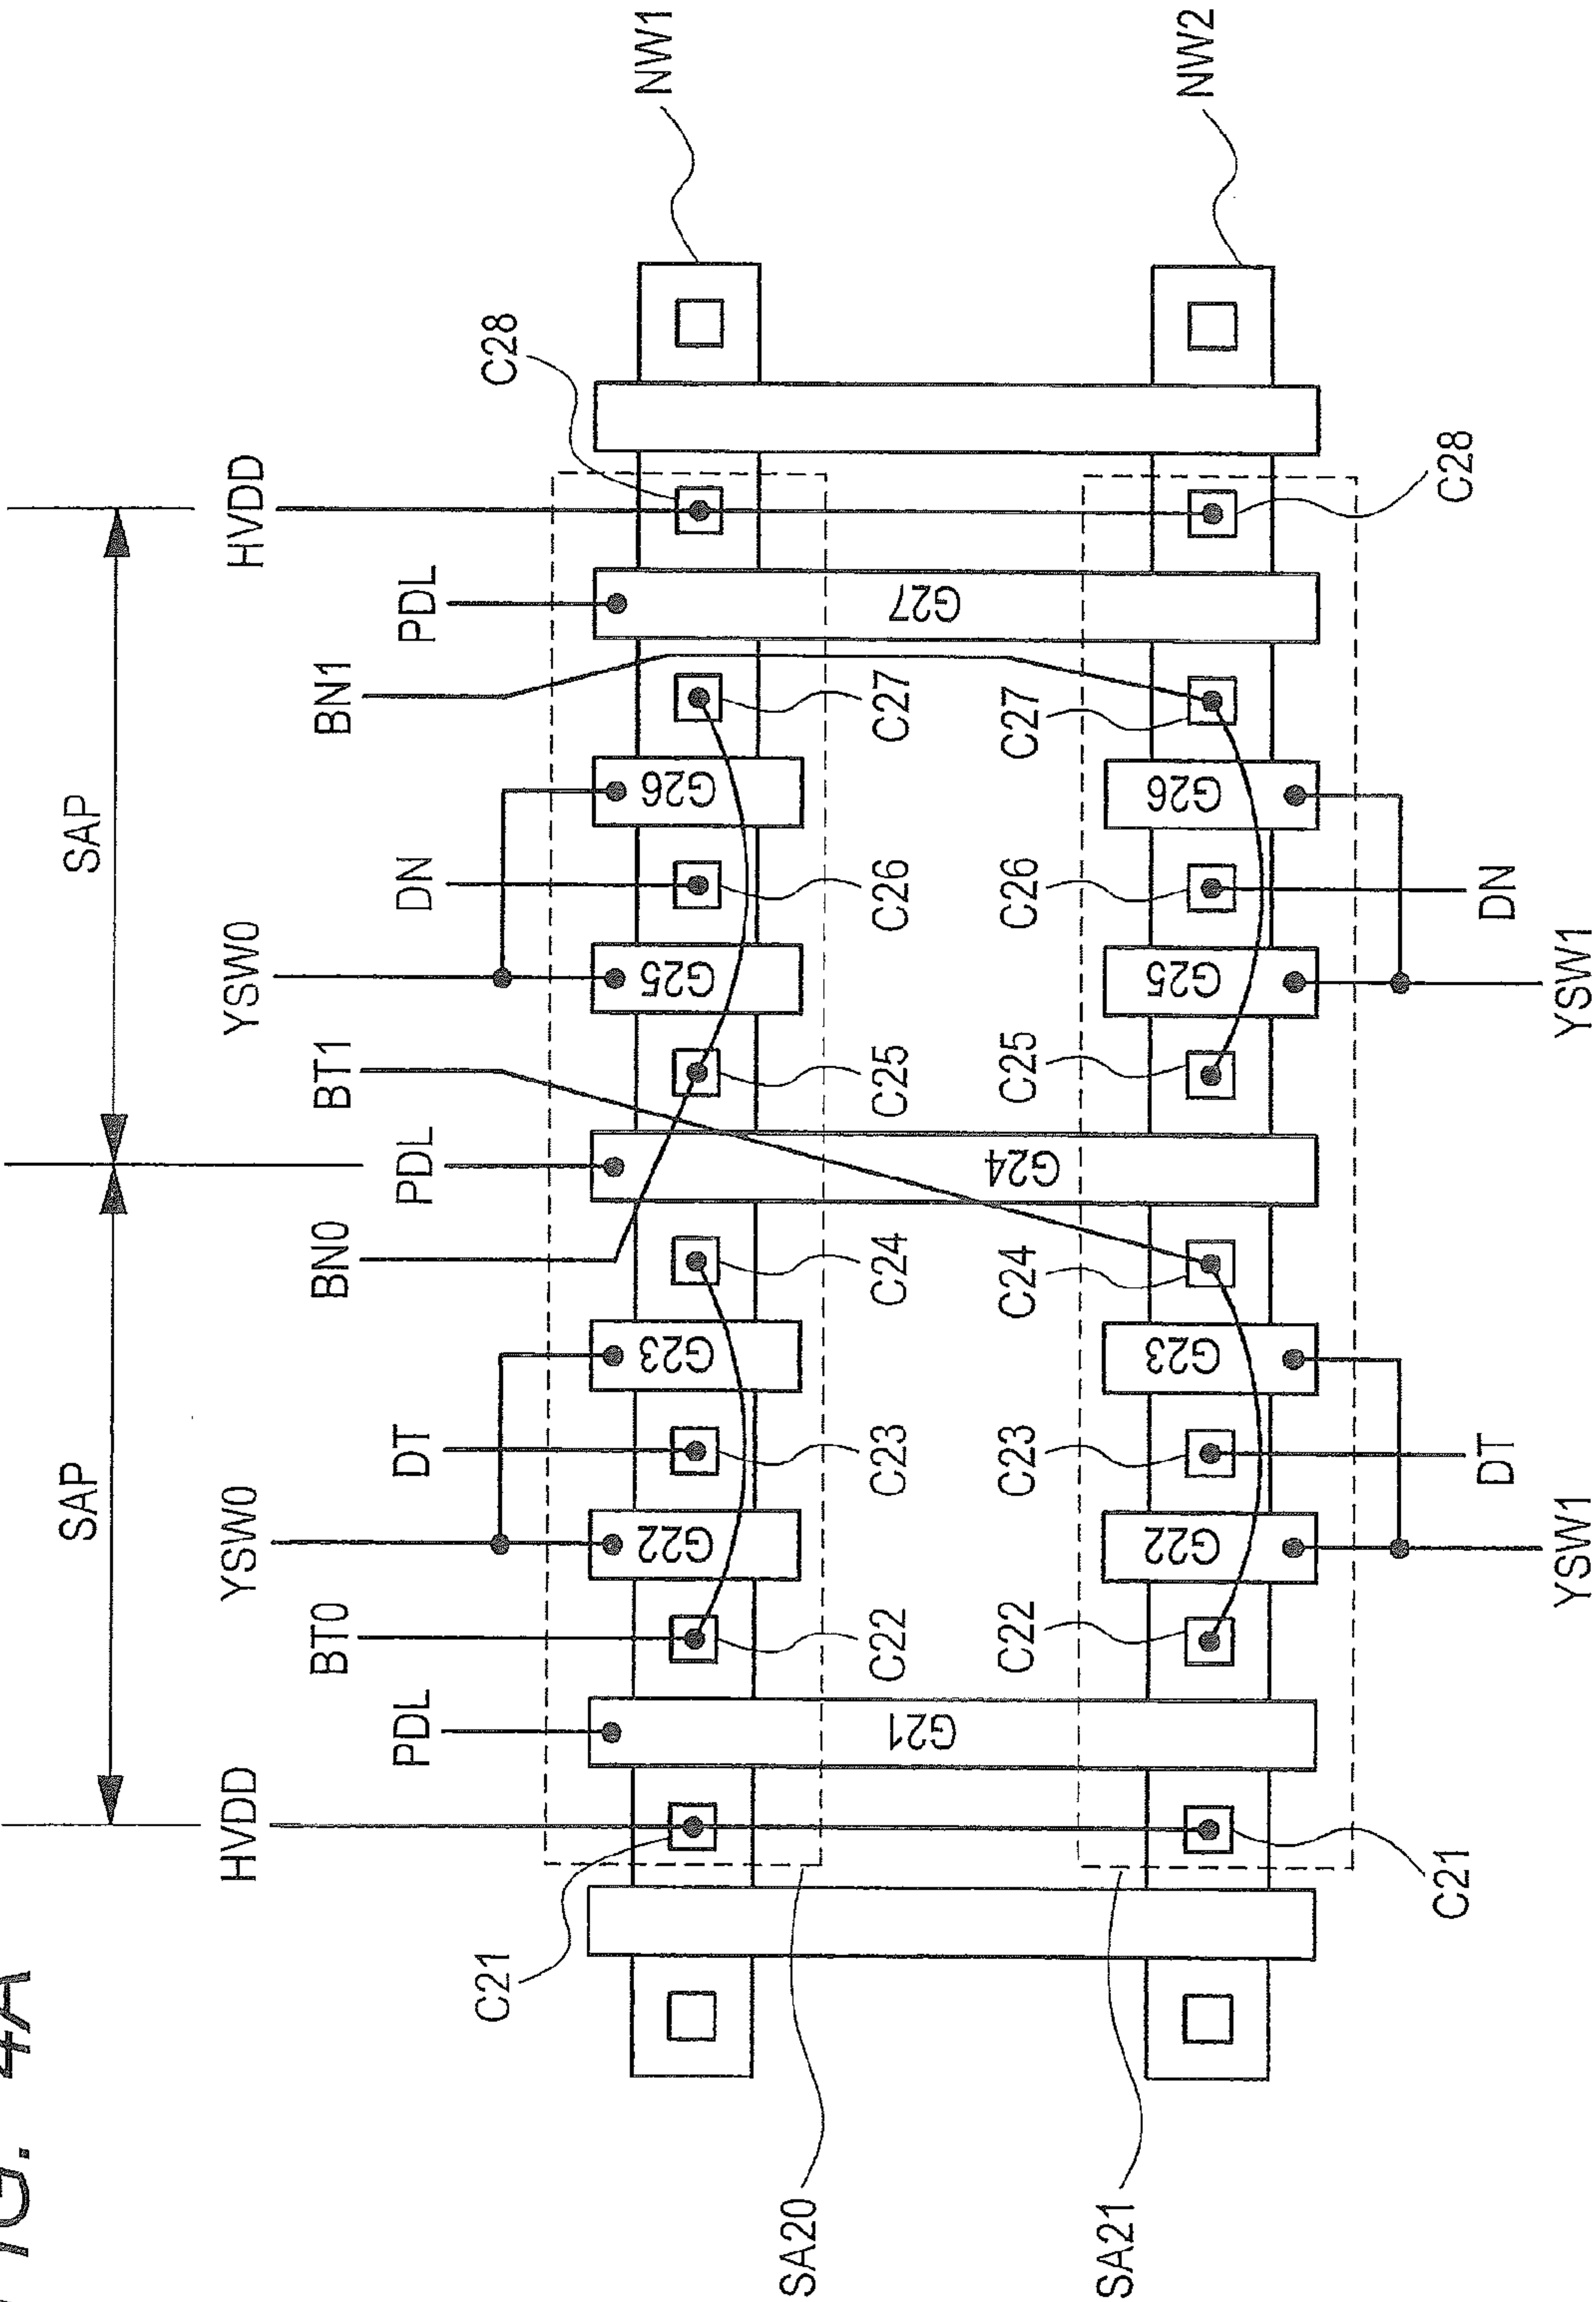 FIG. 4A
SAP
SAP
HVDD
YSW0
YSW0
HVDD
BT0
BN0
BT1
BN1
PDL
DT
PDL
DN
PDL
C21
C28
NW1
G22
G23
G25
G26
SA20
C22
C23
C24
C25
C26
C27
G21
G24
G27
C22
C23
C24
C25
C26
C27
SA21
G22
G23
G25
G26
NW2
C21
C28
DT
DN
YSW1
YSW1